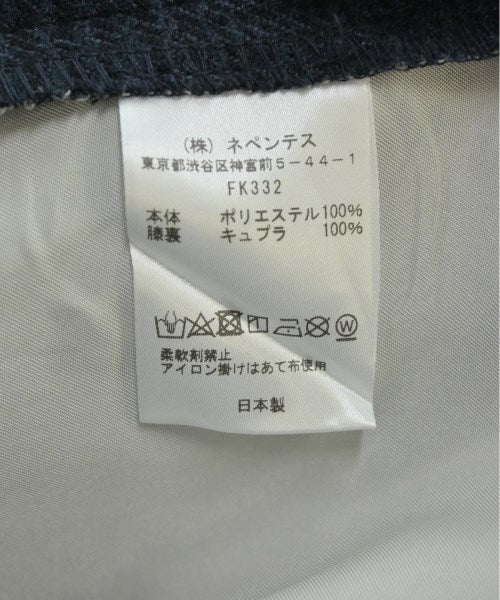 (株) ネペンテス
東京都渋谷区神宮前5-44-1
FK332
本体 ポリエステル100%
膝裏 キュプラ 100%
W
柔軟剤禁止
アイロン掛けはあて布使用
日本製